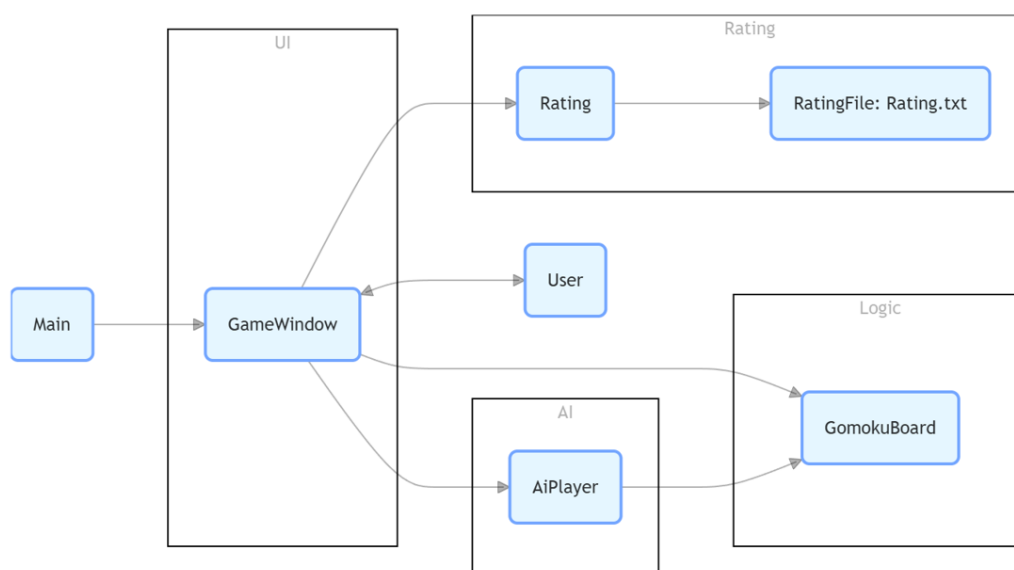 UI
Rating
Rating
RatingFile: Rating.txt
User
Main
GameWindow
Logic
AI
GomokuBoard
AiPlayer